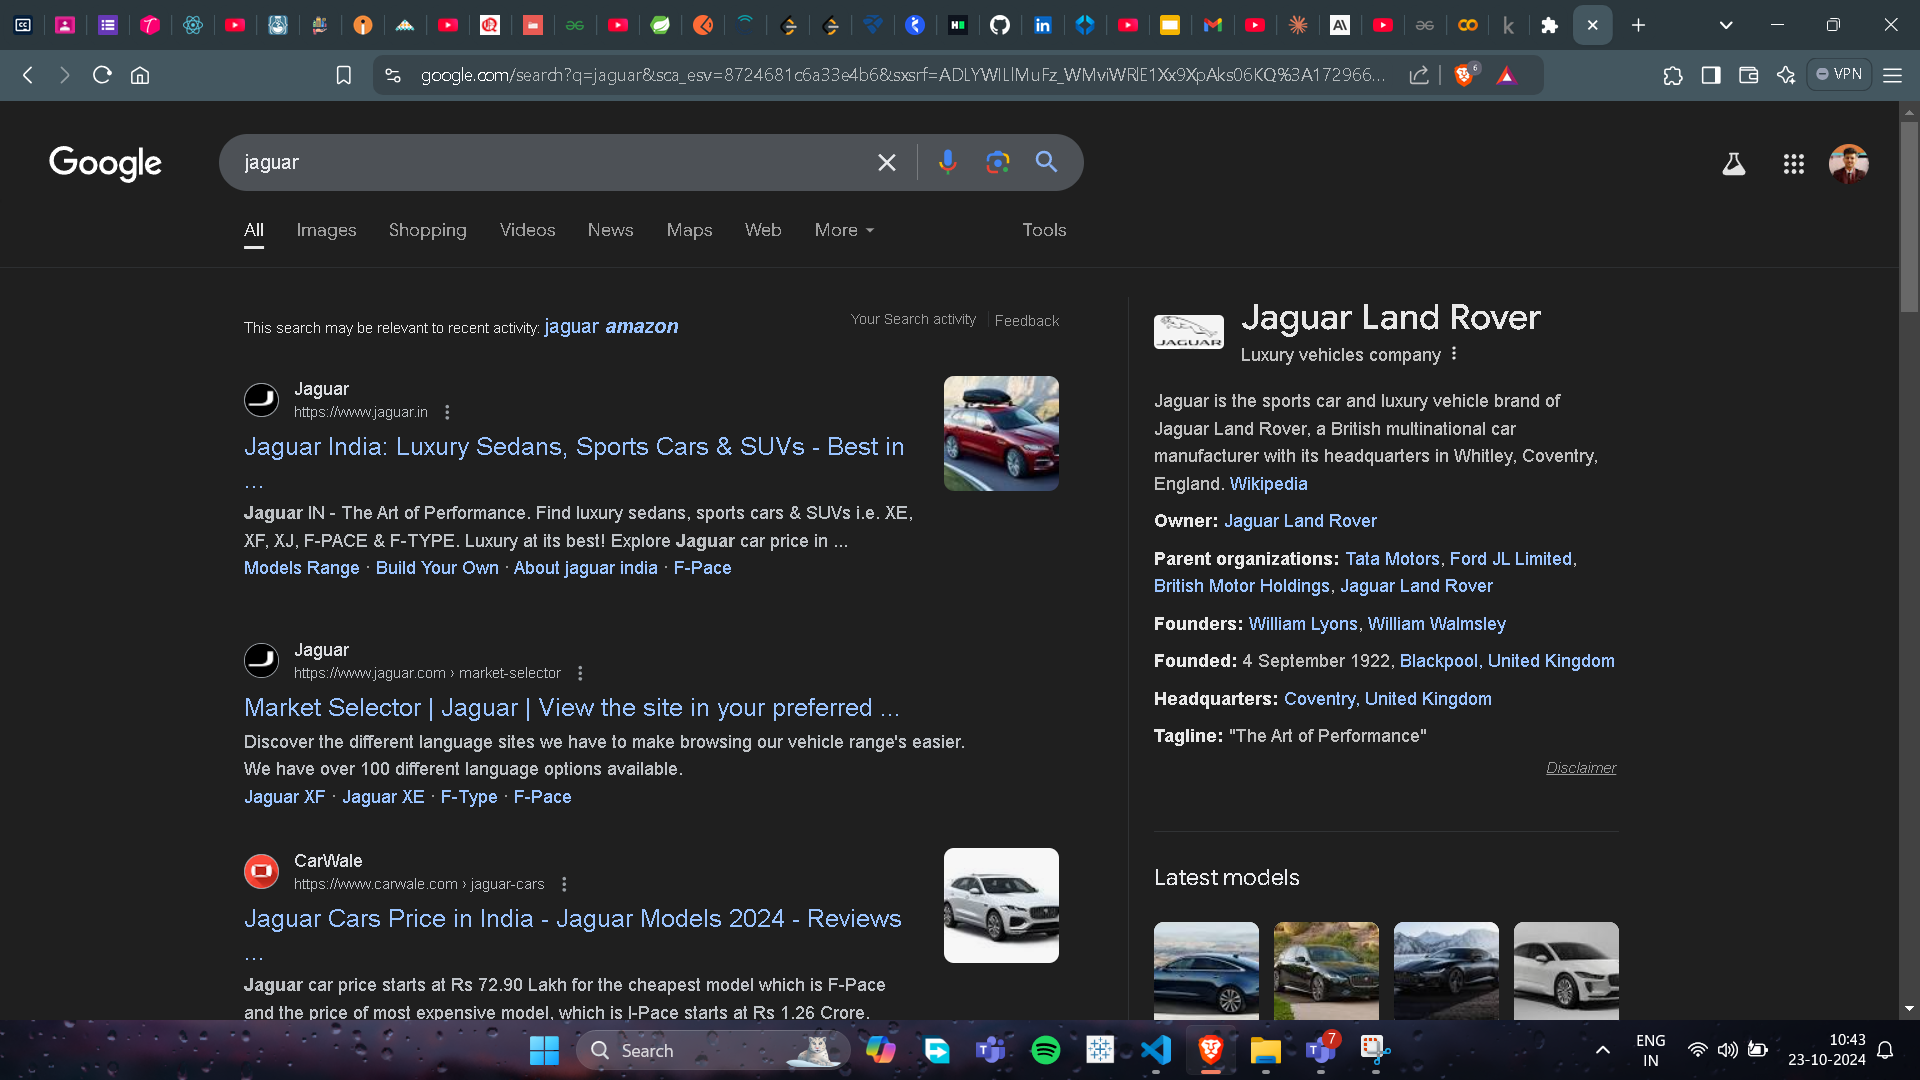 google.com/search?q=jaguar&sca_esv=8724681c6a33e4b6&sxsrf=ADLYWILlMuFz_WMviWRlE1Xx9XpAks06KQ%3A172966...
6
VPN
Google
jaguar
All Images Shopping Videos News Maps Web More Tools
This search may be relevant to recent activity: jaguar amazon
Your Search activity Feedback
Jaguar
https://www.jaguar.in
Jaguar India: Luxury Sedans, Sports Cars & SUVs - Best in
...
Jaguar IN - The Art of Performance. Find luxury sedans, sports cars & SUVs i.e. XE,
XF, XJ, F-PACE & F-TYPE. Luxury at its best! Explore Jaguar car price in ...
Models Range · Build Your Own · About jaguar india · F-Pace
Jaguar
https://www.jaguar.com › market-selector
Market Selector | Jaguar | View the site in your preferred ...
Discover the different language sites we have to make browsing our vehicle range's easier.
We have over 100 different language options available.
Jaguar XF · Jaguar XE · F-Type · F-Pace
CarWale
https://www.carwale.com › jaguar-cars
Jaguar Cars Price in India - Jaguar Models 2024 - Reviews
...
Jaguar car price starts at Rs 72.90 Lakh for the cheapest model which is F-Pace
and the price of most expensive model, which is I-Pace starts at Rs 1.26 Crore.
JAGUAR
Jaguar Land Rover
Luxury vehicles company
Jaguar is the sports car and luxury vehicle brand of
Jaguar Land Rover, a British multinational car
manufacturer with its headquarters in Whitley, Coventry,
England. Wikipedia
Owner: Jaguar Land Rover
Parent organizations: Tata Motors, Ford JL Limited,
British Motor Holdings, Jaguar Land Rover
Founders: William Lyons, William Walmsley
Founded: 4 September 1922, Blackpool, United Kingdom
Headquarters: Coventry, United Kingdom
Tagline: "The Art of Performance"
Disclaimer
Latest models
Search
7
ENG
IN
10:43
23-10-2024